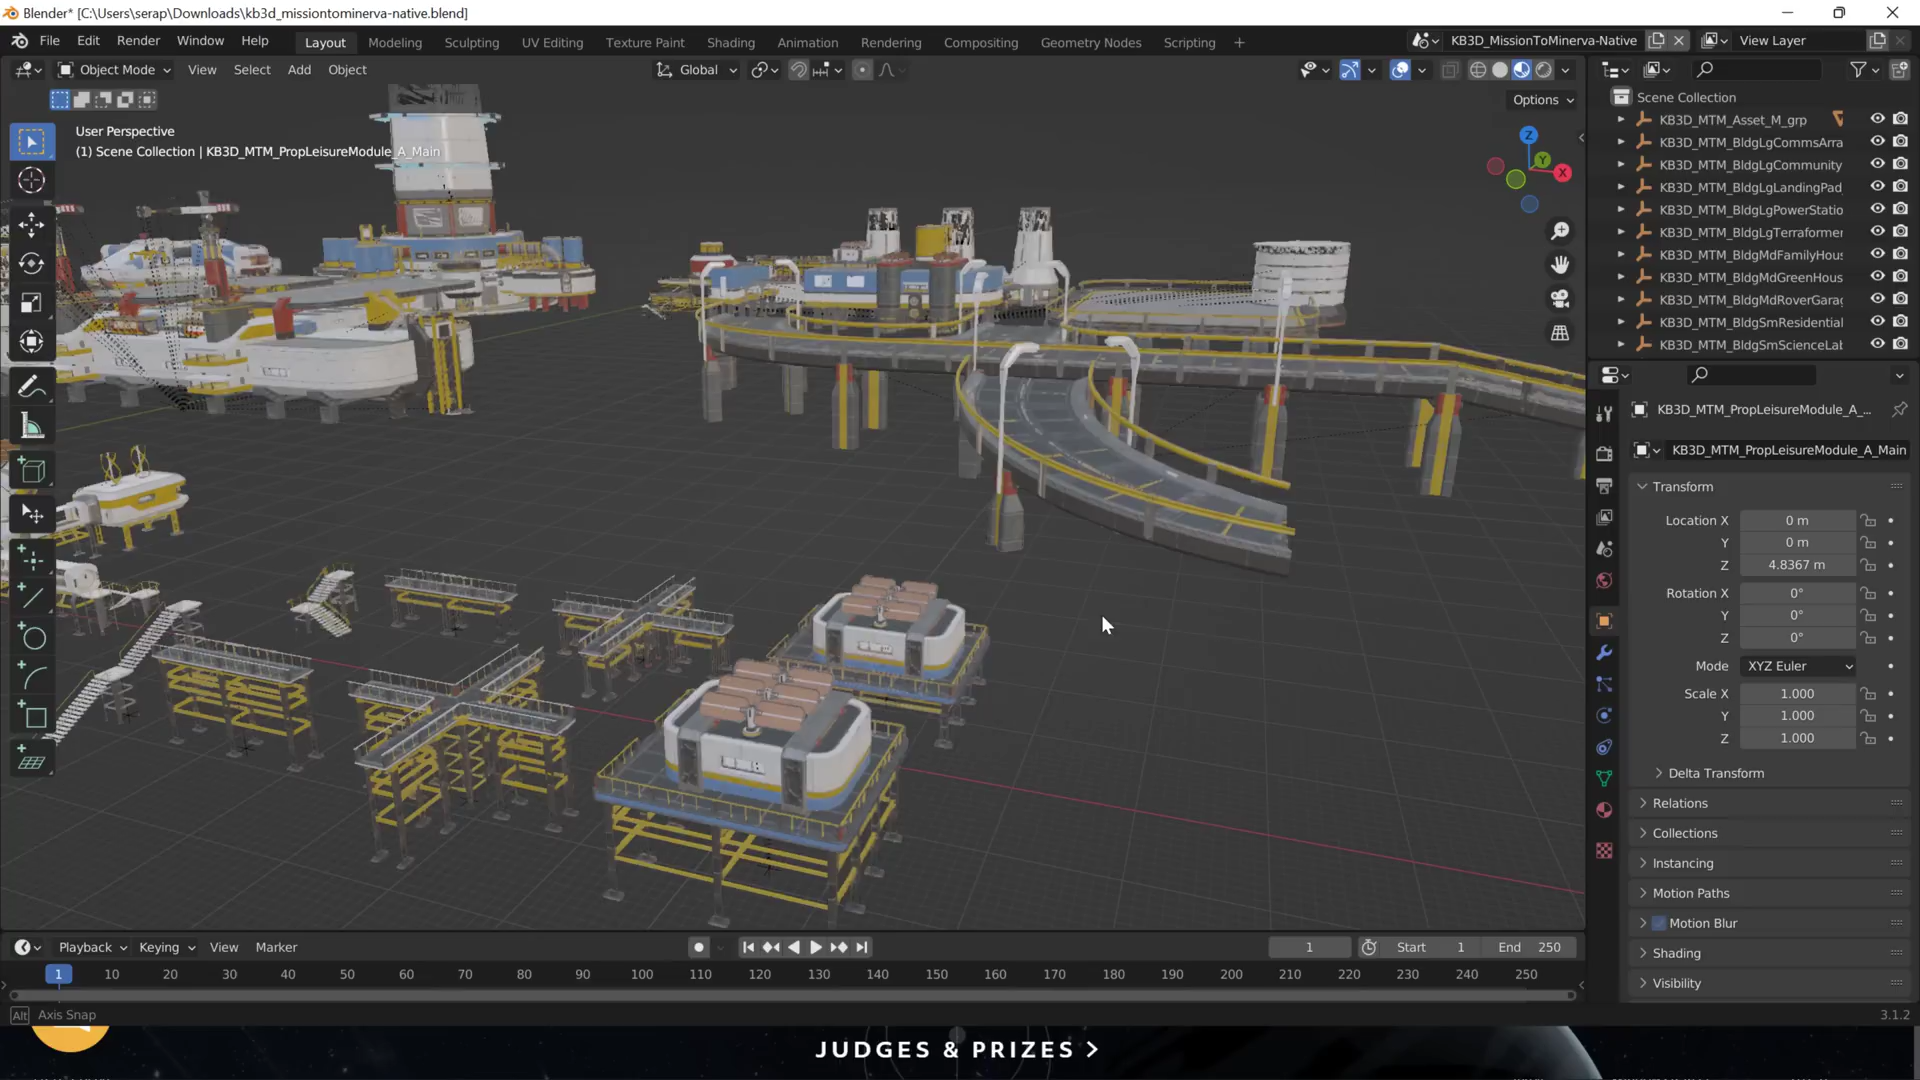 Blender* [C:\Users\serap\Downloads\kb3d_missiontominerva-native.blend]
File Edit Render Window Help Layout Modeling Sculpting UV Editing Texture Paint Shading Animation Rendering Compositing Geometry Nodes Scripting + KB3D_MissionToMinerva-Native View Layer
Object Mode View Select Add Object Global
Options
User Perspective
(1) Scene Collection | KB3D_MTM_PropLeisureModule_A_Main
Z
Y
X
Scene Collection
KB3D_MTM_Asset_M_grp
KB3D_MTM_BldgLgCommsArra
KB3D_MTM_BldgLgCommunity
KB3D_MTM_BldgLgLandingPad_
KB3D_MTM_BldgLgPowerStatio
KB3D_MTM_BldgLgTerraformer
KB3D_MTM_BldgMdFamilyHous
KB3D_MTM_BldgMdGreenHous
KB3D_MTM_BldgMdRoverGarag
KB3D_MTM_BldgSmResidential
KB3D_MTM_BldgSmScienceLab
KB3D_MTM_PropLeisureModule_A_...
KB3D_MTM_PropLeisureModule_A_Main
Transform
Location X 0 m
Y 0 m
Z 4.8367 m
Rotation X 0°
Y 0°
Z 0°
Mode XYZ Euler
Scale X 1.000
Y 1.000
Z 1.000
Delta Transform
Relations
Collections
Instancing
Motion Paths
Motion Blur
Shading
Visibility
Playback Keying View Marker 1 Start 1 End 250
1 10 20 30 40 50 60 70 80 90 100 110 120 130 140 150 160 170 180 190 200 210 220 230 240 250
Alt Axis Snap 3.1.2
JUDGES & PRIZES >